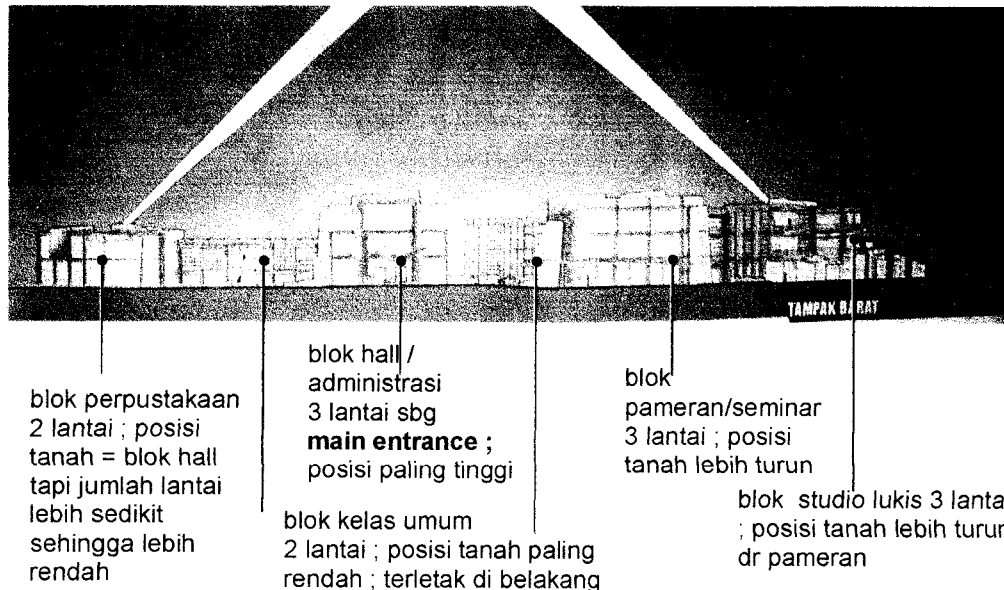 TAMPAK BARAT
blok perpustakaan
2 lantai ; posisi
tanah = blok hall
tapi jumlah lantai
lebih sedikit
sehingga lebih
rendah
blok hall /
administrasi
3 lantai sbg
main entrance ;
posisi paling tinggi
blok kelas umum
2 lantai ; posisi tanah paling
rendah ; terletak di belakang
blok
pameran/seminar
3 lantai ; posisi
tanah lebih turun
blok studio lukis 3 lanta
; posisi tanah lebih turun
dr pameran